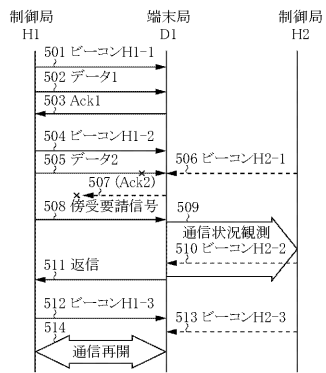 制御局 端末局 制御局
H1 D1 H2
501 ビーコンH1-1
502 データ1
503 Ack1
504 ビーコンH1-2
505 データ2
506 ビーコンH2-1
507 (Ack2)
508 傍受要請信号
509
通信状況観測
510 ビーコンH2-2
511 返信
512 ビーコンH1-3
513 ビーコンH2-3
514
通信再開